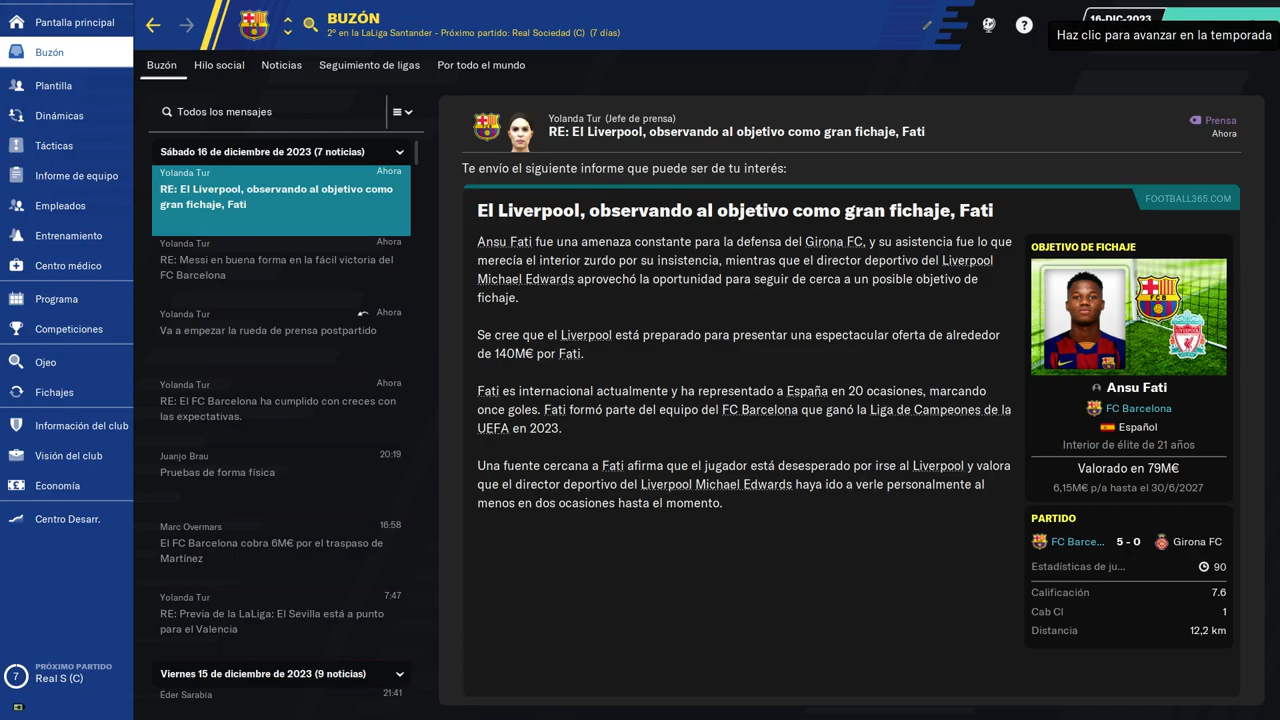 Pantalla principal
Buzón
Plantilla
Dinámicas
Tácticas
Informe de equipo
Empleados
Entrenamiento
Centro médico
Programa
Competiciones
Ojeo
Fichajes
Información del club
Visión del club
Economía
Centro Desarr.
7
PRÓXIMO PARTIDO
Real S (C)
BUZÓN
2º en la LaLiga Santander - Próximo partido: Real Sociedad (C) (7 días)
16-DIC-2023
Haz clic para avanzar en la temporada
Buzón Hilo social Noticias Seguimiento de ligas Por todo el mundo
Todos los mensajes
Sábado 16 de diciembre de 2023 (7 noticias)
Yolanda Tur Ahora
RE: El Liverpool, observando al objetivo como
gran fichaje, Fati
Yolanda Tur Ahora
RE: Messi en buena forma en la fácil victoria del
FC Barcelona
Yolanda Tur Ahora
Va a empezar la rueda de prensa postpartido
Yolanda Tur Ahora
RE: El FC Barcelona ha cumplido con creces con
las expectativas.
Juanjo Brau 20:19
Pruebas de forma física
Marc Overmars 16:58
El FC Barcelona cobra 6M€ por el traspaso de
Martínez
Yolanda Tur 7:47
RE: Previa de la LaLiga: El Sevilla está a punto
para el Valencia
Viernes 15 de diciembre de 2023 (9 noticias)
Éder Sarabia 21:41
Yolanda Tur (Jefe de prensa)
RE: El Liverpool, observando al objetivo como gran fichaje, Fati
Prensa
Ahora
Te envío el siguiente informe que puede ser de tu interés:
FOOTBALL365.COM
El Liverpool, observando al objetivo como gran fichaje, Fati
Ansu Fati fue una amenaza constante para la defensa del Girona FC, y su asistencia fue lo que
merecía el interior zurdo por su insistencia, mientras que el director deportivo del Liverpool
Michael Edwards aprovechó la oportunidad para seguir de cerca a un posible objetivo de
fichaje.
Se cree que el Liverpool está preparado para presentar una espectacular oferta de alrededor
de 140M€ por Fati.
Fati es internacional actualmente y ha representado a España en 20 ocasiones, marcando
once goles. Fati formó parte del equipo del FC Barcelona que ganó la Liga de Campeones de la
UEFA en 2023.
Una fuente cercana a Fati afirma que el jugador está desesperado por irse al Liverpool y valora
que el director deportivo del Liverpool Michael Edwards haya ido a verle personalmente al
menos en dos ocasiones hasta el momento.
OBJETIVO DE FICHAJE
Ansu Fati
FC Barcelona
Español
Interior de élite de 21 años
Valorado en 79M€
6,15M€ p/a hasta el 30/6/2027
PARTIDO
FC Barce... 5 - 0 Girona FC
Estadísticas de ju... 90
Calificación 7.6
Cab Cl 1
Distancia 12,2 km